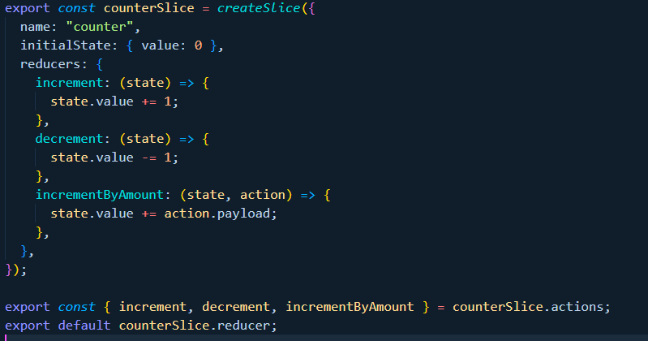 export const counterSlice = createSlice({
  name: "counter",
  initialState: { value: 0 },
  reducers: {
    increment: (state) => {
      state.value += 1;
    },
    decrement: (state) => {
      state.value -= 1;
    },
    incrementByAmount: (state, action) => {
      state.value += action.payload;
    },
  },
});

export const { increment, decrement, incrementByAmount } = counterSlice.actions;
export default counterSlice.reducer;